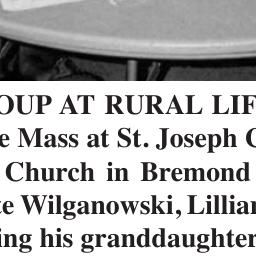 OUP AT RURAL LIF
e Mass at St. Joseph C
Church in Bremond
te Wilganowski, Lillian
ing his granddaughter